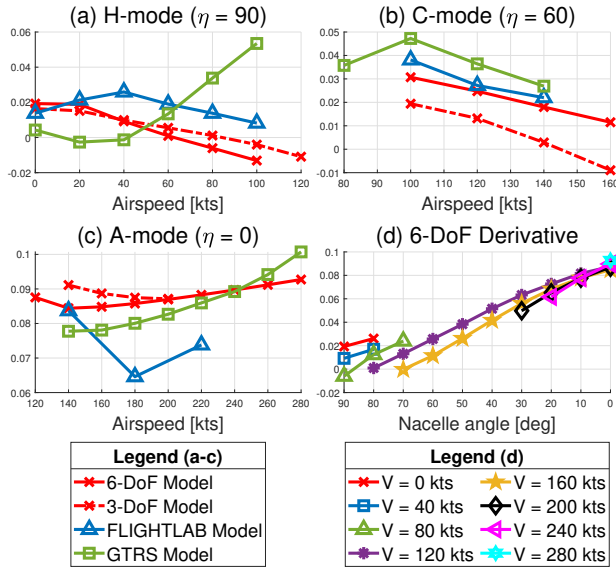 (a) H-mode (η = 90)
0.06
0.04
0.02
0
-0.02
0 20 40 60 80 100 120
Airspeed [kts]
(b) C-mode (η = 60)
0.05
0.04
0.03
0.02
0.01
0
-0.01
80 100 120 140 160
Airspeed [kts]
(c) A-mode (η = 0)
0.1
0.09
0.08
0.07
0.06
120 140 160 180 200 220 240 260 280
Airspeed [kts]
(d) 6-DoF Derivative
0.1
0.08
0.06
0.04
0.02
0
-0.02
90 80 70 60 50 40 30 20 10 0
Nacelle angle [deg]
Legend (a-c)
6-DoF Model
3-DoF Model
FLIGHTLAB Model
GTRS Model
Legend (d)
V = 0 kts
V = 40 kts
V = 80 kts
V = 120 kts
V = 160 kts
V = 200 kts
V = 240 kts
V = 280 kts